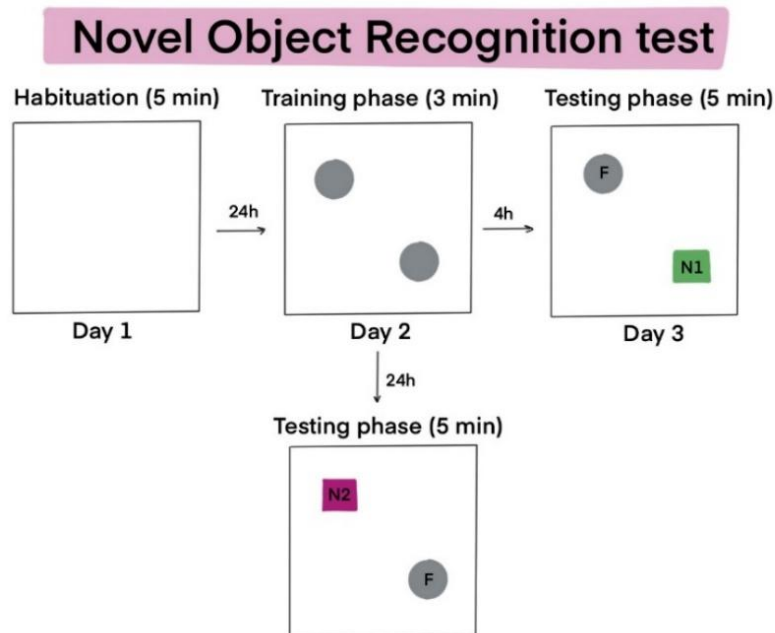 Novel Object Recognition test
Habituation (5 min)
Training phase (3 min)
Testing phase (5 min)
24h
4h
F
N1
Day 1
Day 2
Day 3
24h
Testing phase (5 min)
N2
F